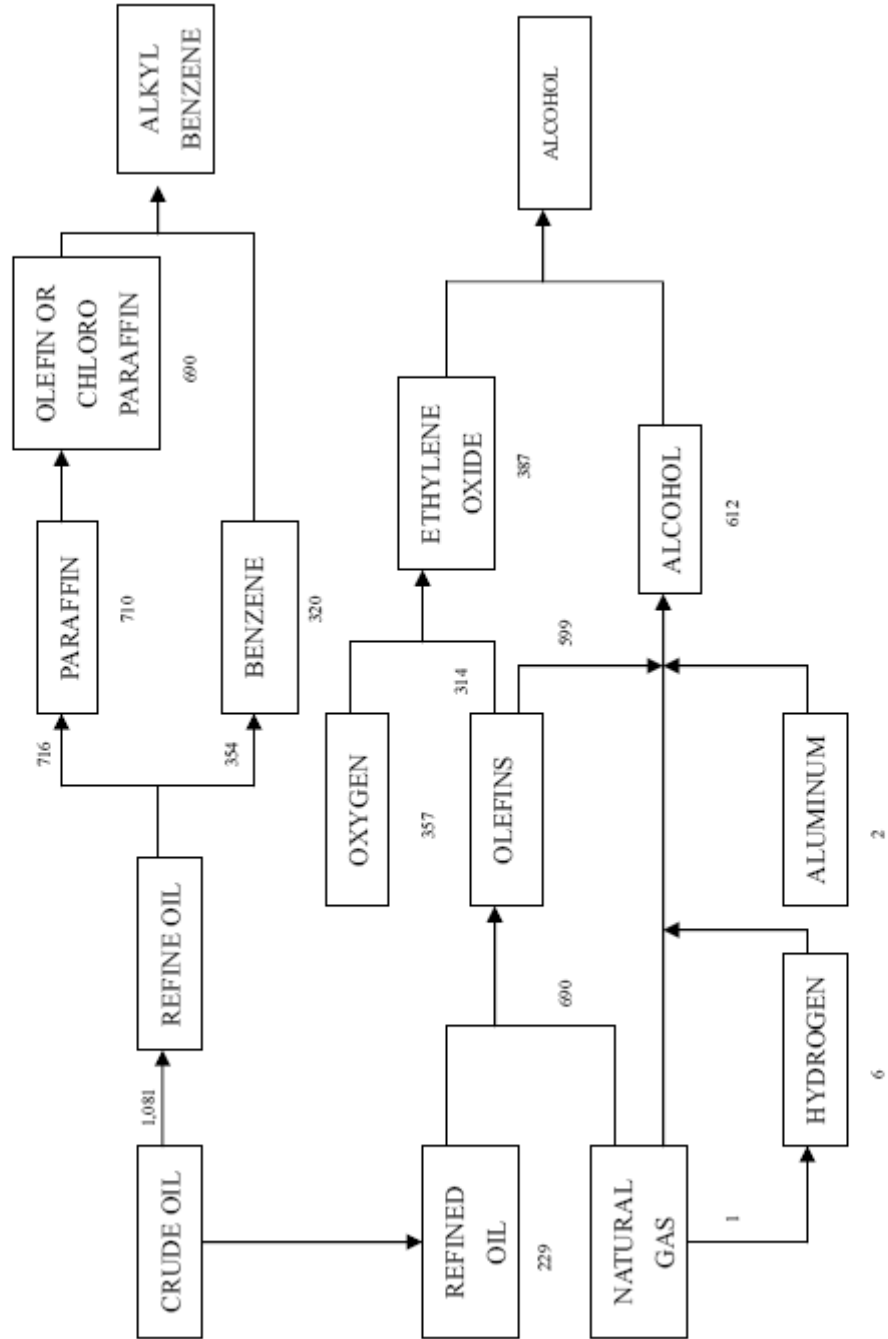 CRUDE OIL
1,081
REFINE OIL
716
PARAFFIN
710
OLEFIN OR
CHLORO
PARAFFIN
690
ALKYL
BENZENE
354
BENZENE
320
REFINED
OIL
229
OXYGEN
357
314
ETHYLENE
OXIDE
387
ALCOHOL
OLEFINS
599
690
NATURAL
GAS
1
ALCOHOL
612
HYDROGEN
6
ALUMINUM
2